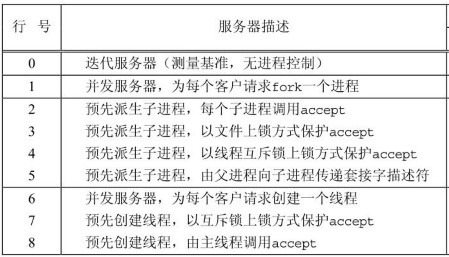 行 号 服务器描述
0 迭代服务器（测量基准，无进程控制）
1 并发服务器，为每个客户请求fork一个进程
2 预先派生子进程，每个子进程调用accept
3 预先派生子进程，以文件上锁方式保护accept
4 预先派生子进程，以线程互斥锁上锁方式保护accept
5 预先派生子进程，由父进程向子进程传递套接字描述符
6 并发服务器，为每个客户请求创建一个线程
7 预先创建线程，以互斥锁上锁方式保护accept
8 预先创建线程，由主线程调用accept